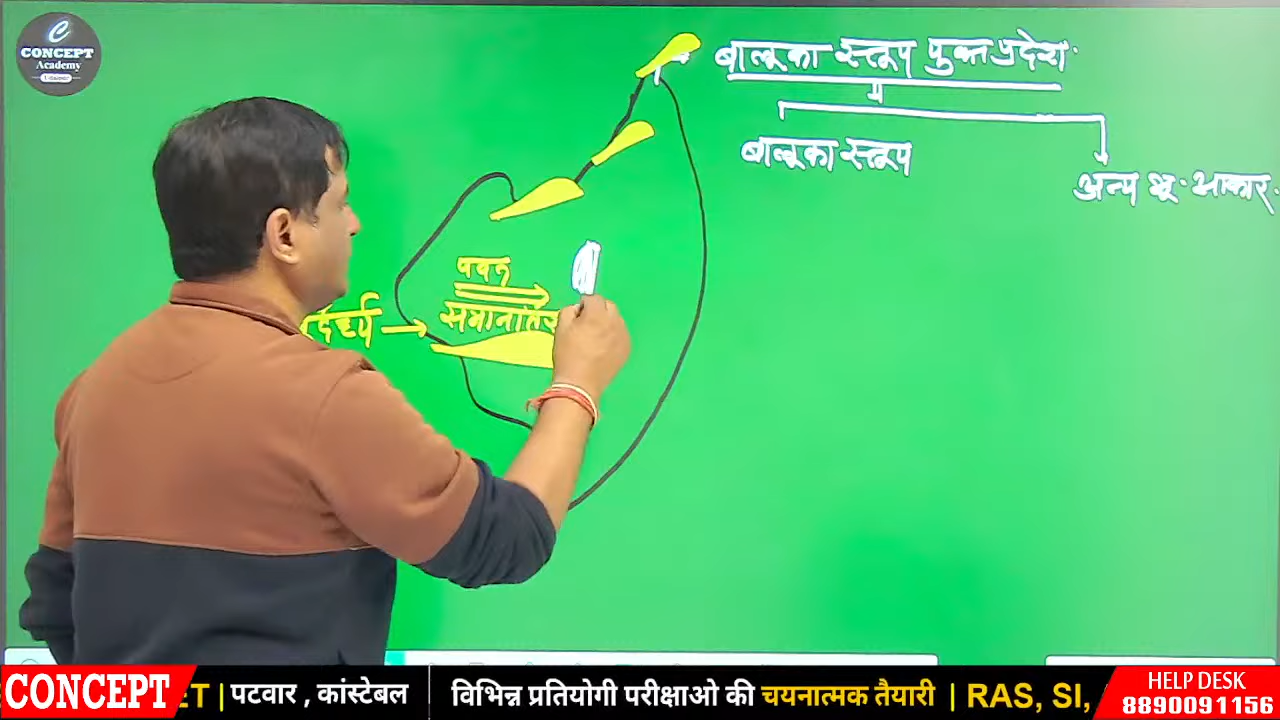 CONCEPT
Academy
बालूका स्तूप युक्त प्रदेश
बालूका स्तूप
अन्य भू-आकार
पवन
समानांतर
CONCEPT
ET | पटवार , कांस्टेबल
विभिन्न प्रतियोगी परीक्षाओ की चयनात्मक तैयारी | RAS, SI,
HELP DESK
8890091156